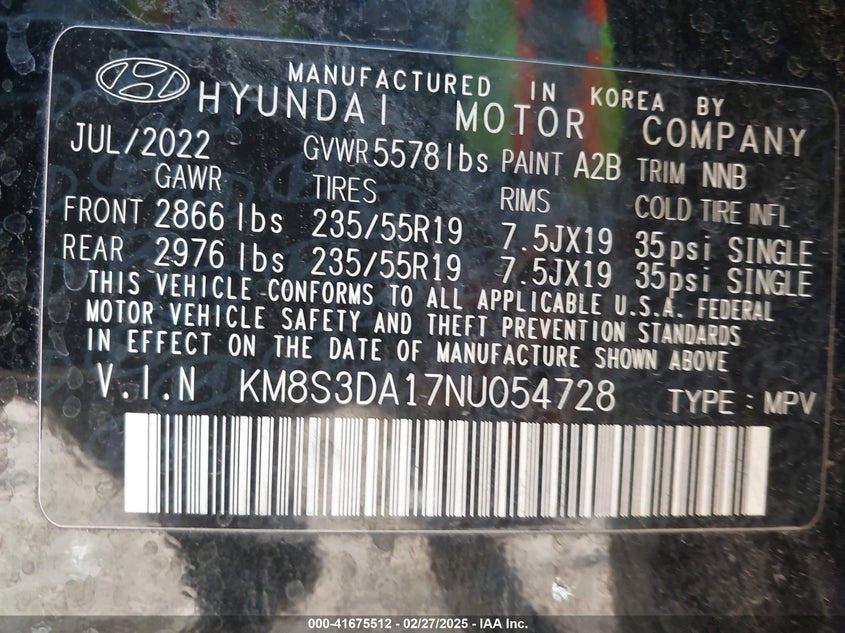 MANUFACTURED IN KOREA BY
HYUNDAI MOTOR COMPANY
JUL/2022 GVWR 5578 lbs PAINT A2B TRIM NNB
GAWR TIRES RIMS COLD TIRE INFL
FRONT 2866 lbs 235/55R19 7.5JX19 35psi SINGLE
REAR 2976 lbs 235/55R19 7.5JX19 35psi SINGLE
THIS VEHICLE CONFORMS TO ALL APPLICABLE U.S.A. FEDERAL
MOTOR VEHICLE SAFETY AND THEFT PREVENTION STANDARDS
IN EFFECT ON THE DATE OF MANUFACTURE SHOWN ABOVE
V.I.N KM8S3DA17NU054728 TYPE : MPV
000-41675512 - 02/27/2025 - IAA Inc.